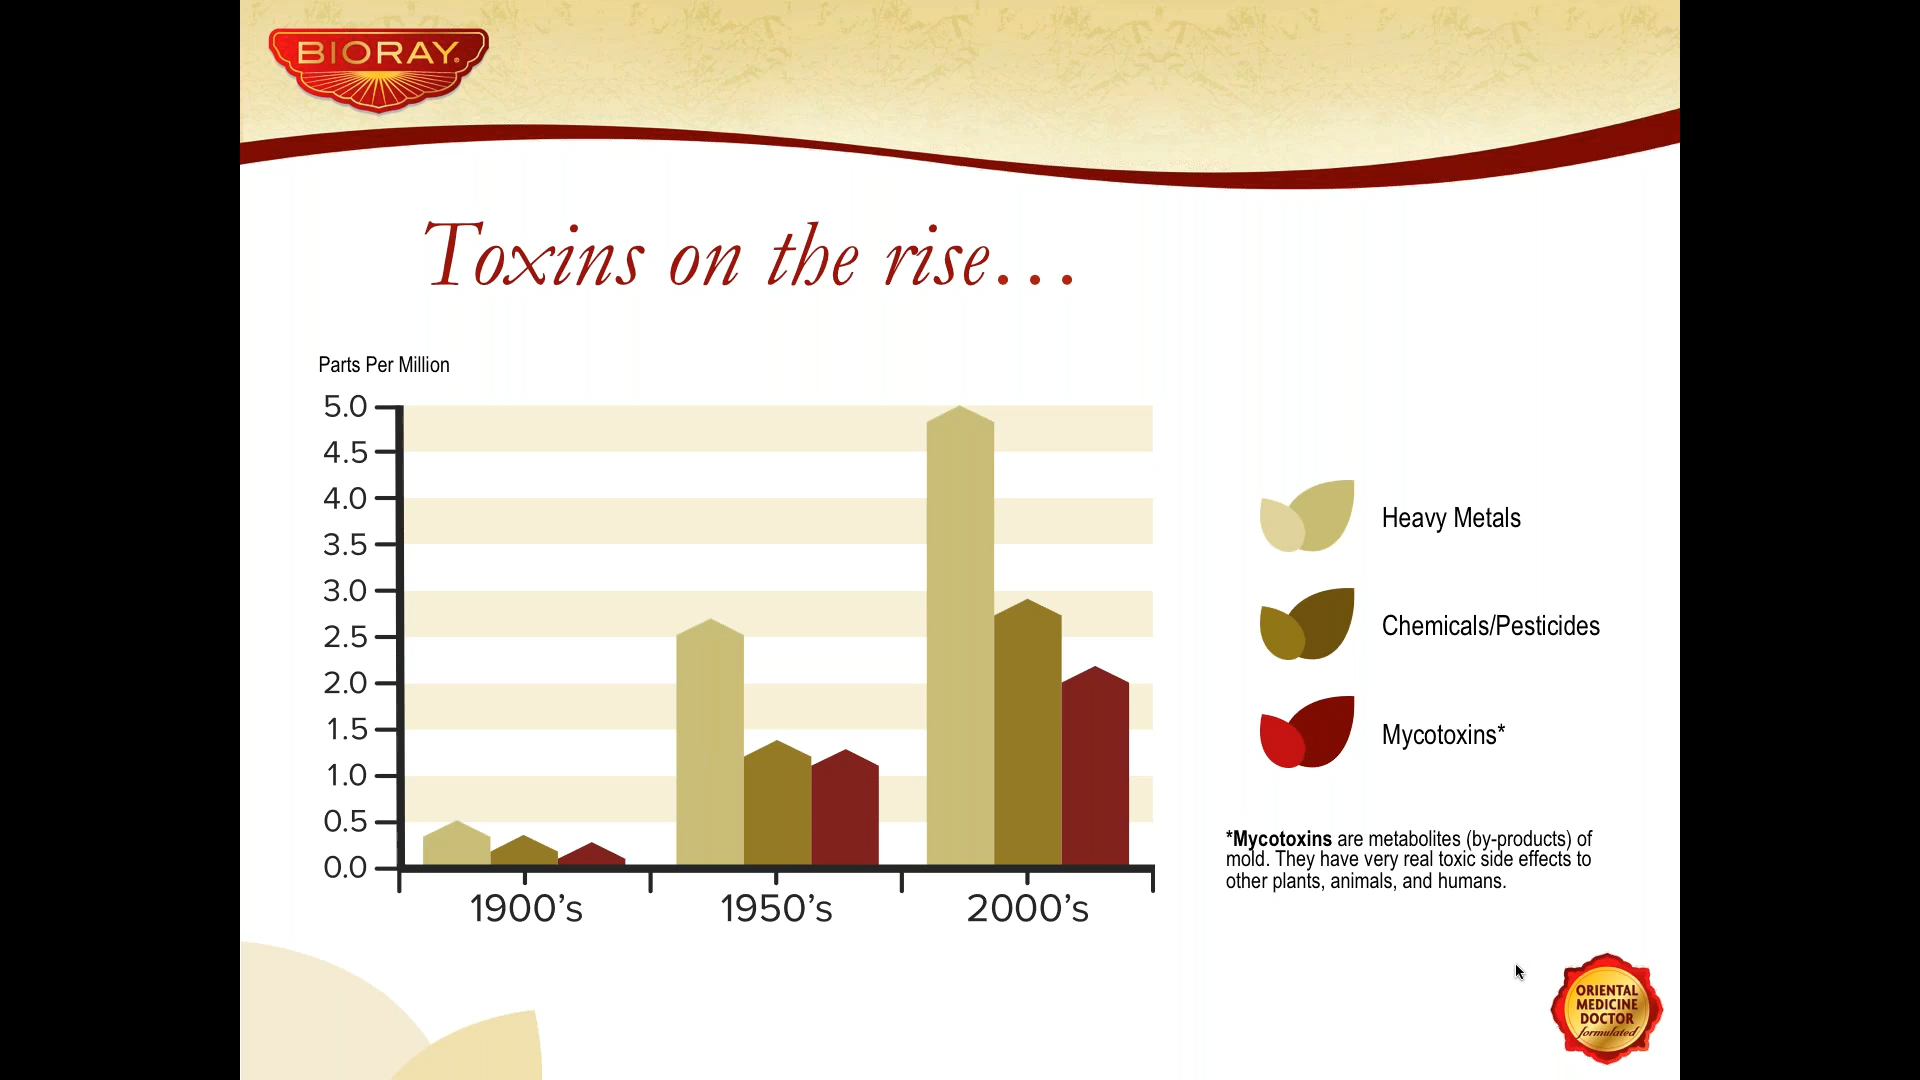 BIORAY®
Toxins on the rise...
Parts Per Million
5.0
4.5
4.0
3.5
3.0
2.5
2.0
1.5
1.0
0.5
0.0
1900's 1950's 2000's
Heavy Metals
Chemicals/Pesticides
Mycotoxins*
*Mycotoxins are metabolites (by-products) of
mold. They have very real toxic side effects to
other plants, animals, and humans.
ORIENTAL
MEDICINE
DOCTOR
formulated